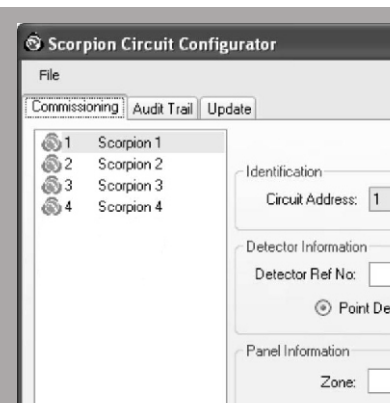 Scorpion Circuit Configurator
File
Commissioning Audit Trail Update
1 Scorpion 1
2 Scorpion 2
3 Scorpion 3
4 Scorpion 4
Identification
Circuit Address: 1
Detector Information
Detector Ref No:
Point De
Panel Information
Zone: